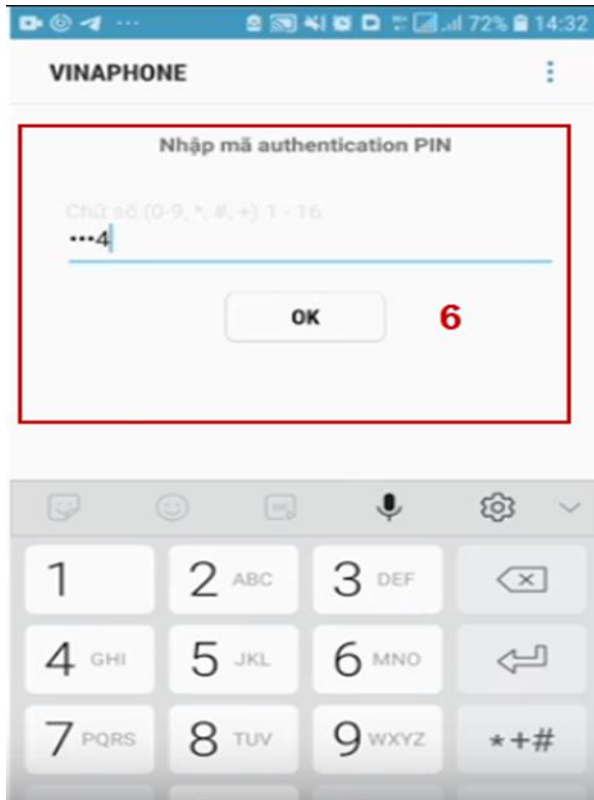 72% 14:32
VINAPHONE
Nhập mã authentication PIN
Chữ số (0-9, *, #, +) 1 - 16
•••4
OK
6
1
2 ABC
3 DEF
4 GHI
5 JKL
6 MNO
7 PQRS
8 TUV
9 WXYZ
*+#